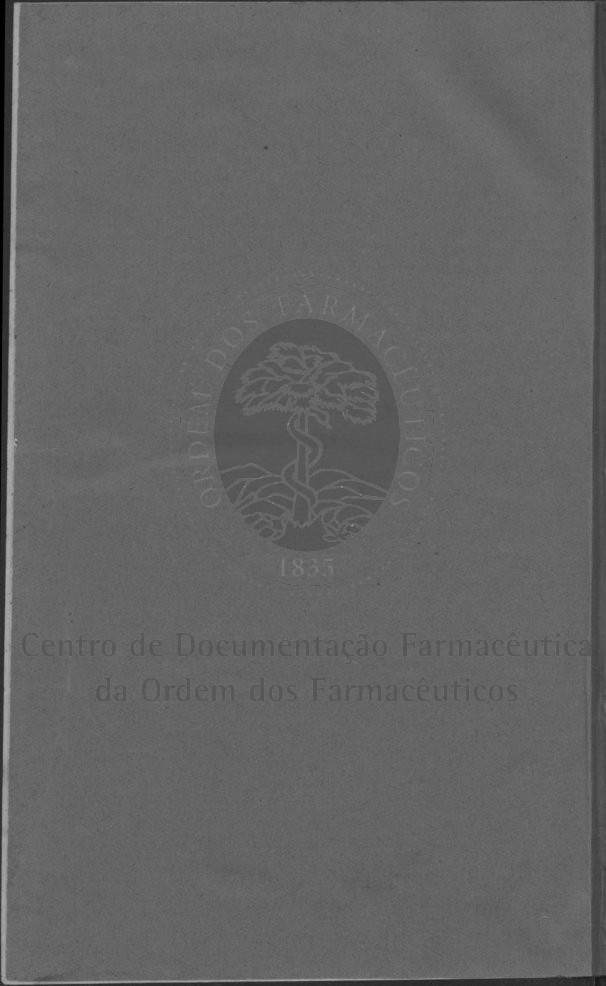 ORDEM DOS FARMACÊUTICOS
1835
Centro de Documentação Farmacêutica
da Ordem dos Farmacêuticos